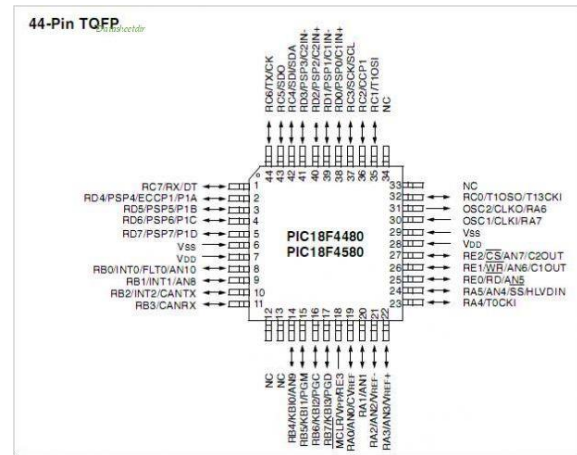 44-Pin TQFP
Datasheetdir
RC6/TX/CK
RC5/SDO
RC4/SDI/SDA
RD3/PSP3/C2IN-
RD2/PSP2/C2IN+
RD1/PSP1/C1IN-
RD0/PSP0/C1IN+
RC3/SCK/SCL
RC2/CCP1
RC1/T1OSI
NC
44 43 42 41 40 39 38 37 36 35 34
RC7/RX/DT 1
RD4/PSP4/ECCP1/P1A 2
RD5/PSP5/P1B 3
RD6/PSP6/P1C 4
RD7/PSP7/P1D 5
VSS 6
VDD 7
RB0/INT0/FLT0/AN10 8
RB1/INT1/AN8 9
RB2/INT2/CANTX 10
RB3/CANRX 11
PIC18F4480
PIC18F4580
33 NC
32 RC0/T1OSO/T13CKI
31 OSC2/CLKO/RA6
30 OSC1/CLKI/RA7
29 VSS
28 VDD
27 RE2/CS/AN7/C2OUT
26 RE1/WR/AN6/C1OUT
25 RE0/RD/AN5
24 RA5/AN4/SS/HLVDIN
23 RA4/T0CKI
12 13 14 15 16 17 18 19 20 21 22
NC
NC
RB4/KBI0/AN9
RB5/KBI1/PGM
RB6/KBI2/PGC
RB7/KBI3/PGD
MCLR/VPP/RE3
RA0/AN0/CVREF
RA1/AN1
RA2/AN2/VREF-
RA3/AN3/VREF+